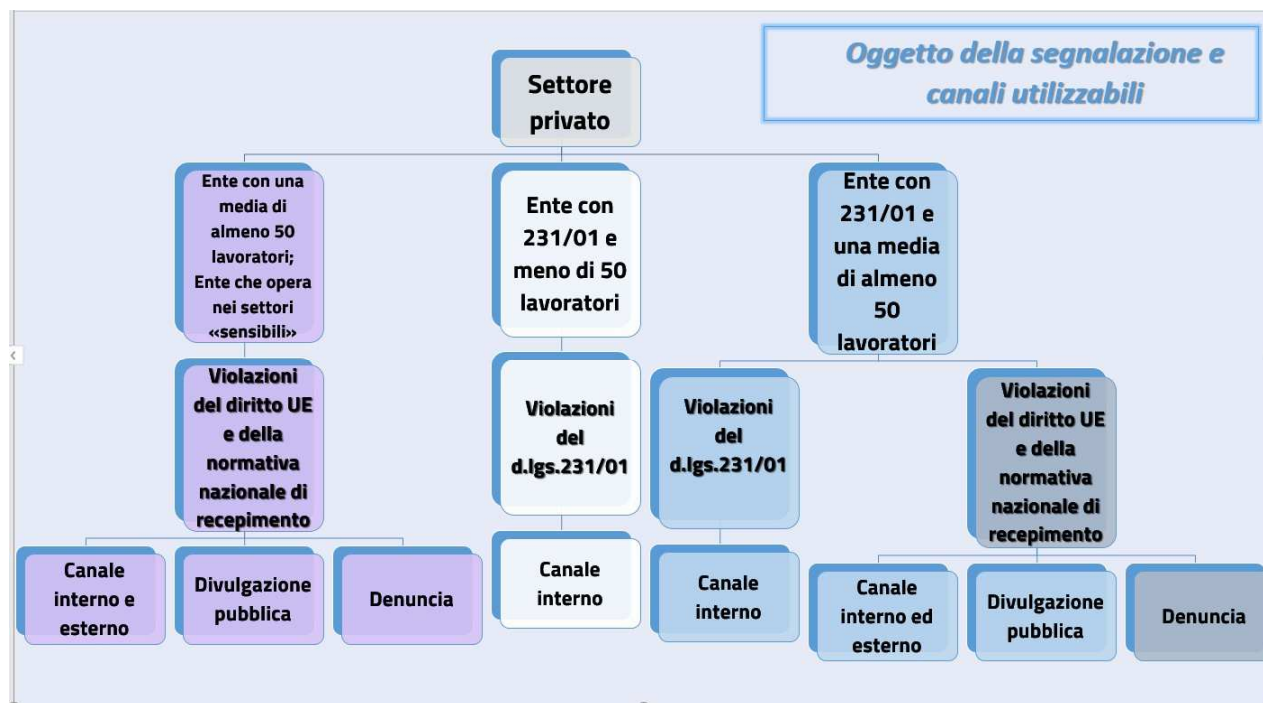 Oggetto della segnalazione e
canali utilizzabili
Settore
privato
Ente con una
media di
almeno 50
lavoratori;
Ente che opera
nei settori
«sensibili»
Ente con
231/01 e
meno di 50
lavoratori
Ente con
231/01 e
una media
di almeno
50
lavoratori
Violazioni
del diritto UE
e della
normativa
nazionale di
recepimento
Violazioni
del
d.lgs.231/01
Violazioni
del
d.lgs.231/01
Violazioni
del diritto UE
e della
normativa
nazionale di
recepimento
Canale
interno e
esterno
Divulgazione
pubblica
Denuncia
Canale
interno
Canale
interno
Canale
interno ed
esterno
Divulgazione
pubblica
Denuncia